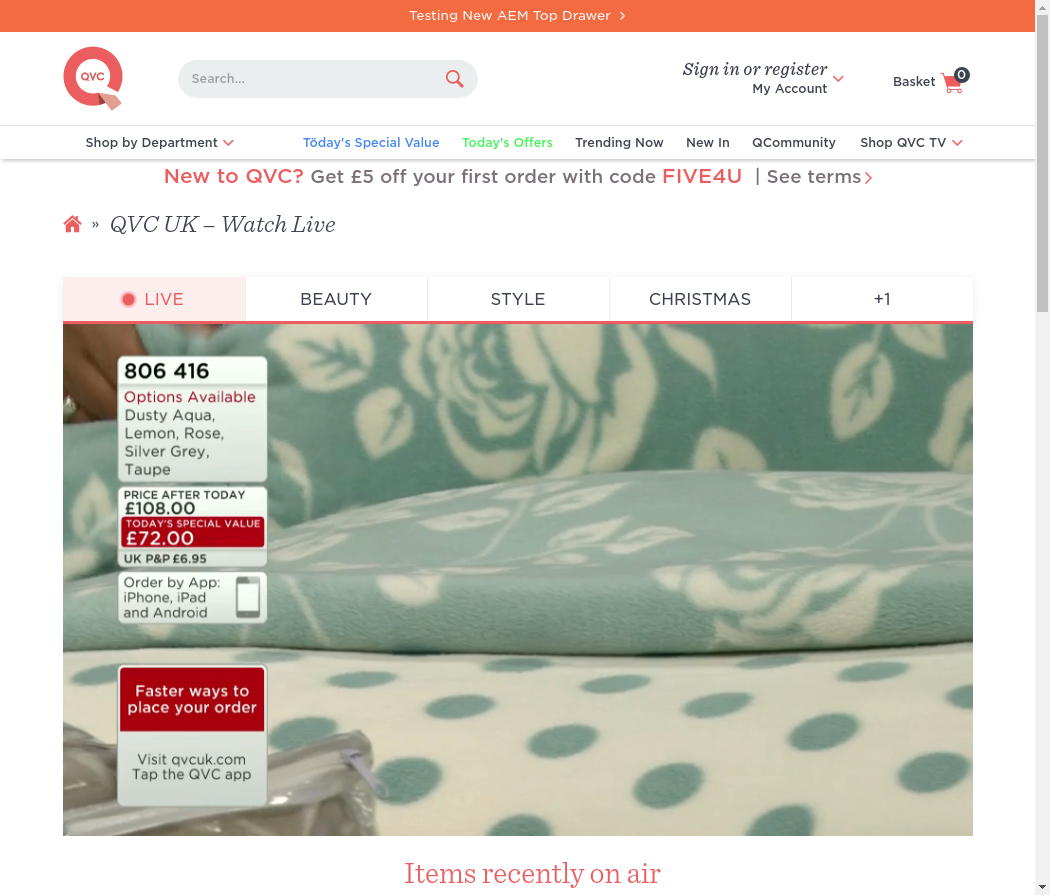 Testing New AEM Top Drawer
QVC
Search...
Sign in or register
My Account
Basket
0
Shop by Department
Töday's Special Value
Today's Offers
Trending Now
New In
QCommunity
Shop QVC TV
New to QVC? Get £5 off your first order with code FIVE4U | See terms
» QVC UK – Watch Live
LIVE
BEAUTY
STYLE
CHRISTMAS
+1
806 416
Options Available
Dusty Aqua,
Lemon, Rose,
Silver Grey,
Taupe
PRICE AFTER TODAY
£108.00
TODAY'S SPECIAL VALUE
£72.00
UK P&P £6.95
Order by App:
iPhone, iPad
and Android
Faster ways to
place your order
Visit qvcuk.com
Tap the QVC app
Items recently on air